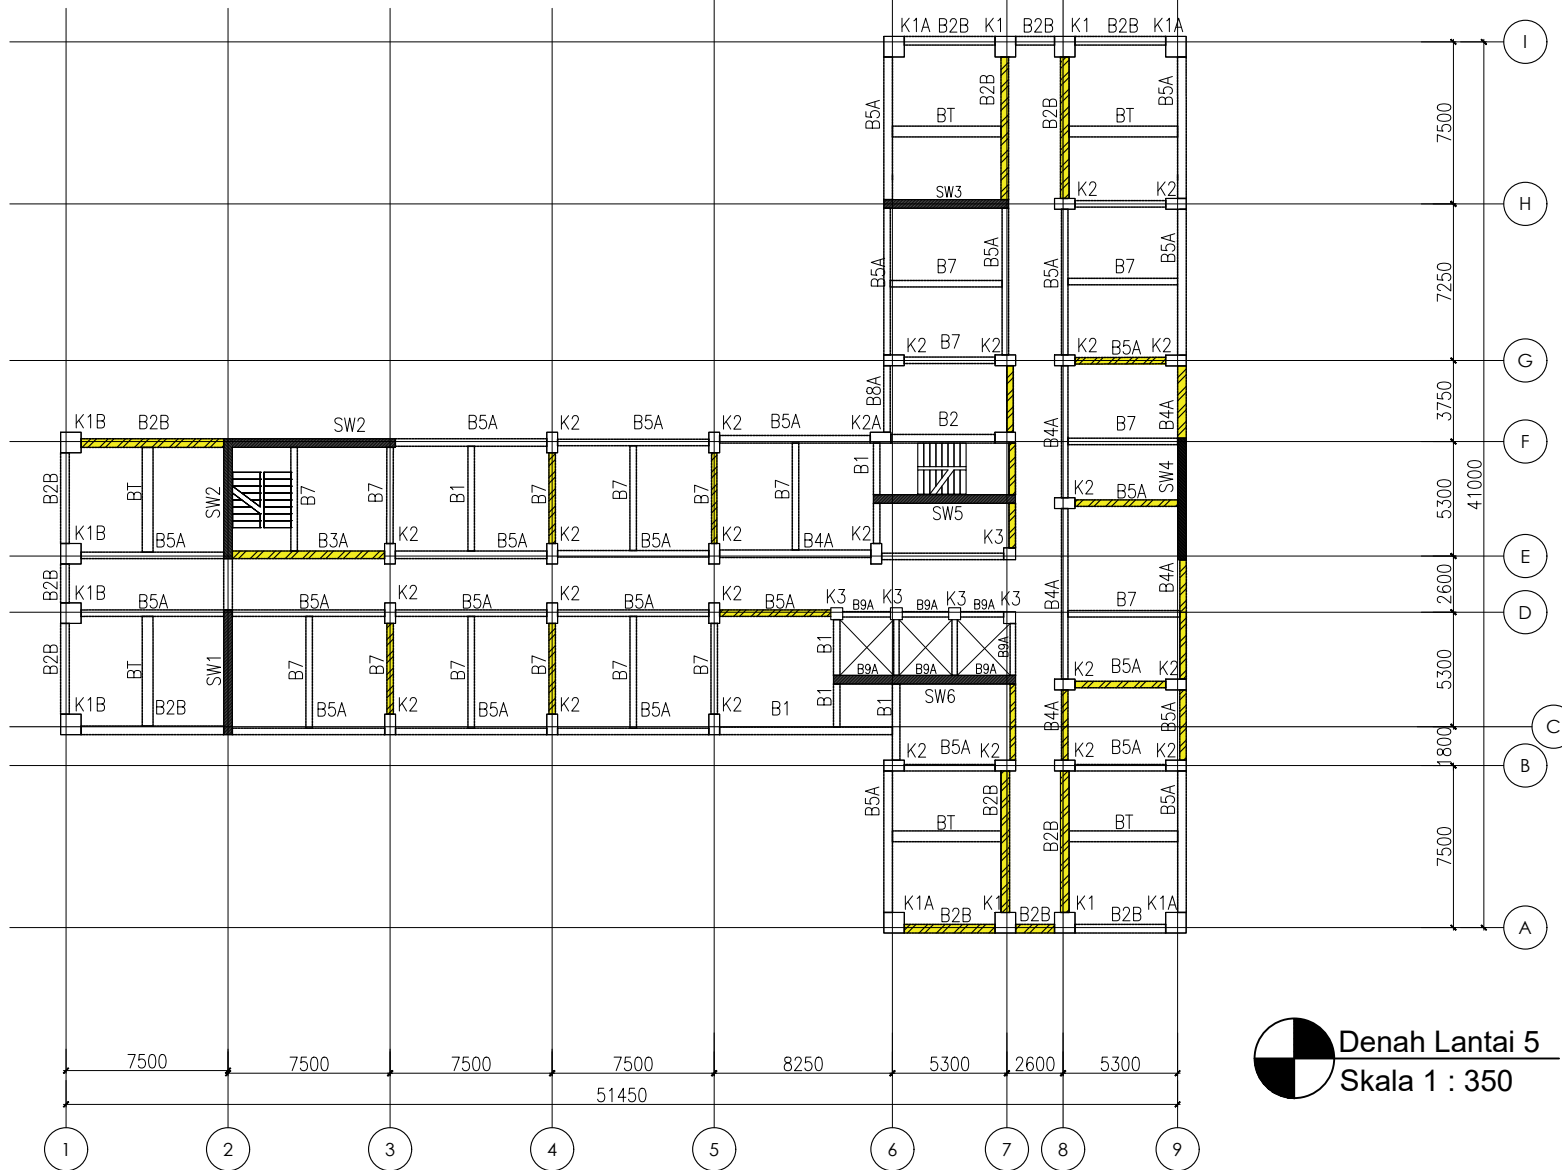 K1A B2B K1 B2B K1 B2B K1A I
B5A B2B B2B B5A
BT BT
7500
SW3 K2 K2 H
B5A B5A B5A B5A
B7 B7
7250
K2 B7 K2 K2 B5A K2 G
B8A B4A 3750
K1B B2B SW2 B5A K2 B5A K2 B5A K2A B2 B4A B7 F
B2B BT SW2 B7 B7 B1 B7 B7 B7 B7 B1 SW4
K2 B5A
SW5
5300 41000
K1B B5A B3A K2 B5A K2 B5A K2 B4A K2 K3 E
B2B B4A B4A 2600
K1B B5A B5A K2 B5A K2 B5A K2 B5A K3 B9A K3 B9A K3 B9A K3 B7 D
B2B BT SW1 B7 B7 B7 B7 B7 B7 B1 B9A
B9A B9A B9A
K2 B5A K2
5300
SW6
K1B B2B B5A K2 B5A K2 B5A K2 B1 B1 B1 B4A B5A C
K2 B5A K2 K2 B5A K2 1800 B
B5A B2B B2B B5A
BT BT
7500
K1A B2B K1 B2B K1 B2B K1A A
7500 7500 7500 7500 8250 5300 2600 5300
51450
1 2 3 4 5 6 7 8 9
Denah Lantai 5
Skala 1 : 350